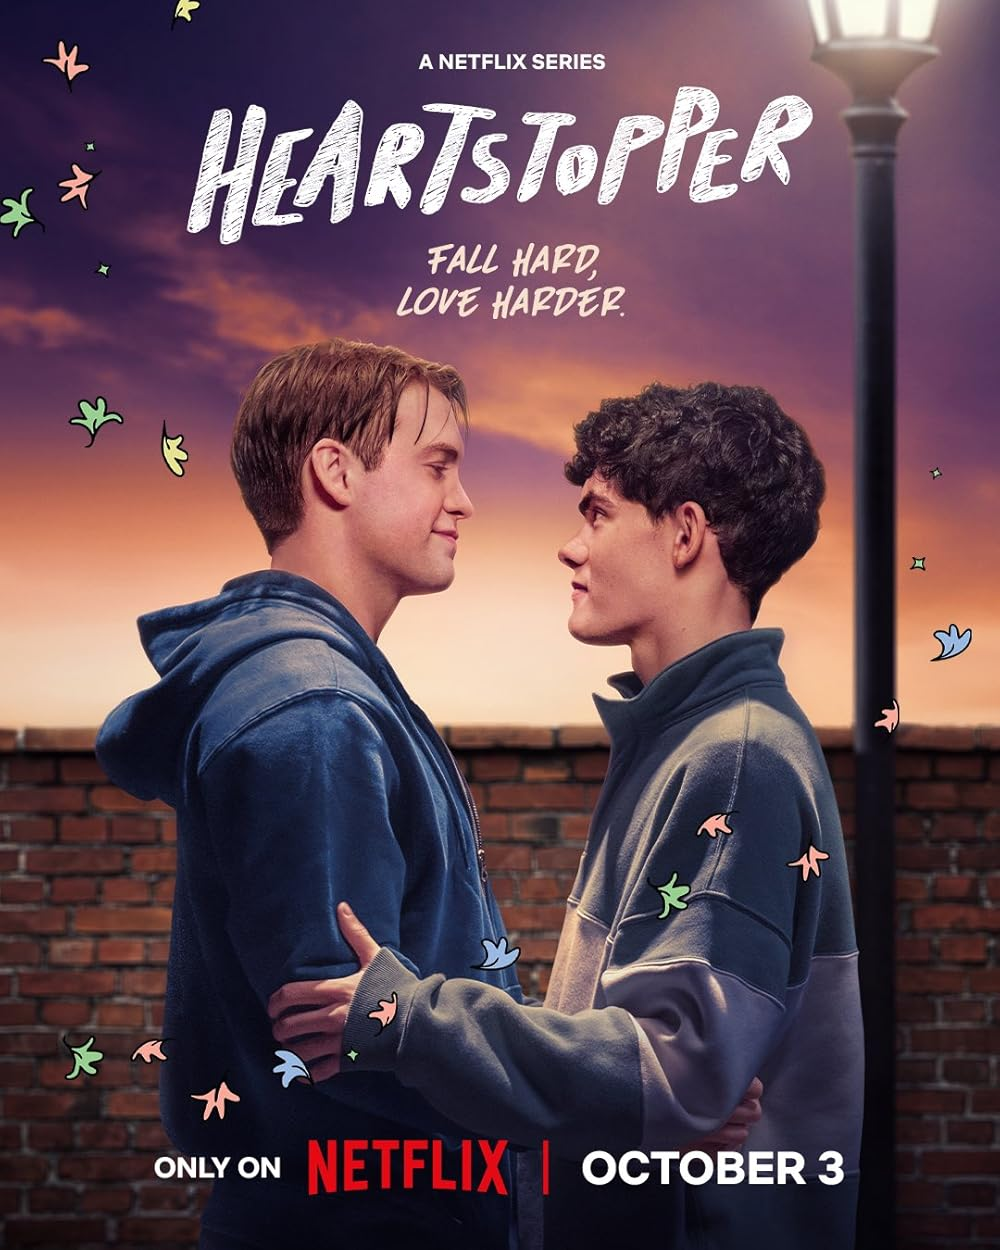 A NETFLIX SERIES
HEARTSTOPPER
FALL HARD,
LOVE HARDER.
ONLY ON NETFLIX | OCTOBER 3